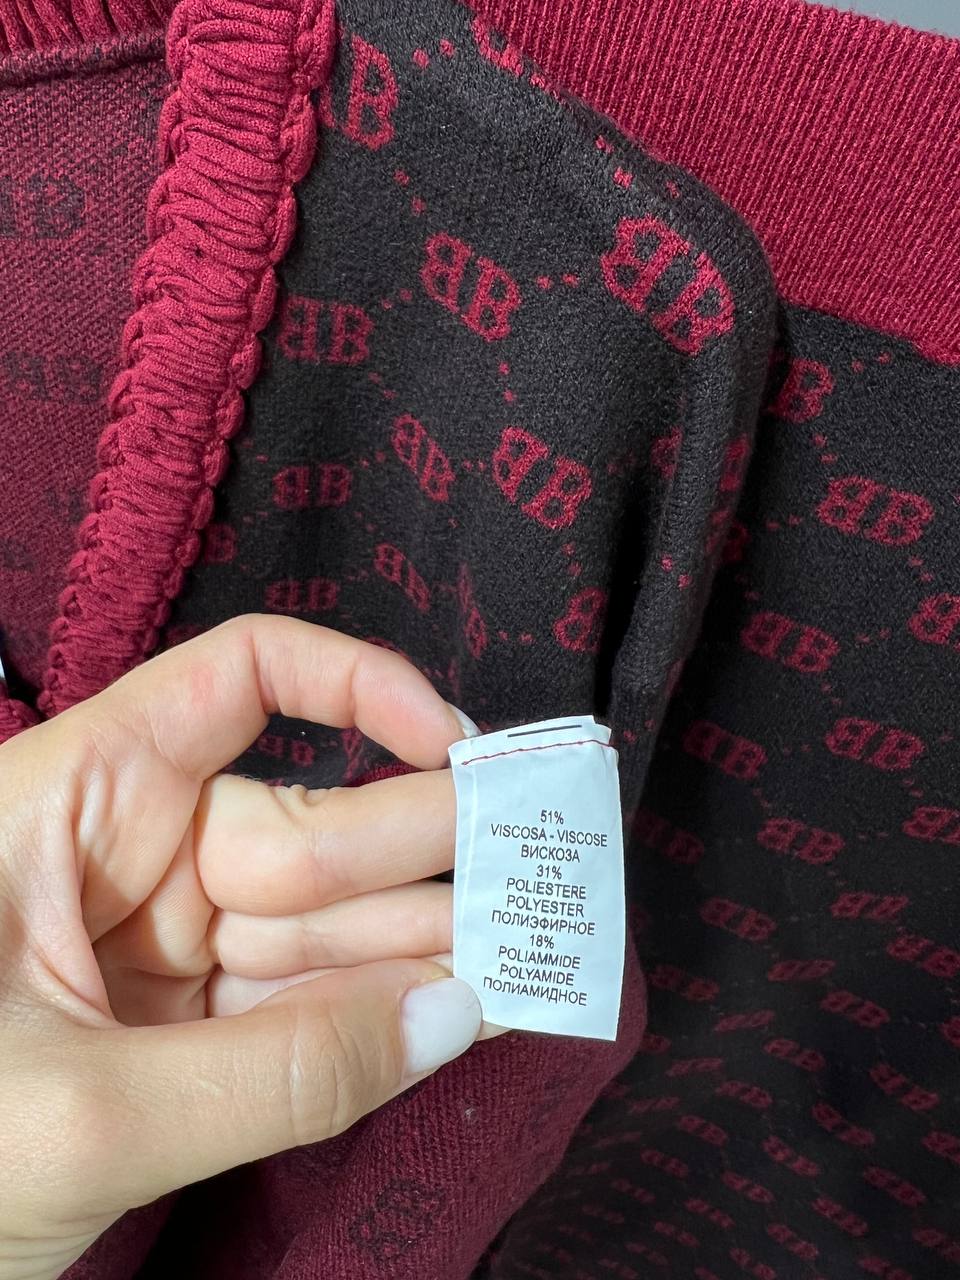 51%
VISCOSA - VISCOSE
ВИСКОЗА
31%
POLIESTERE
POLYESTER
ПОЛИЭФИРНОЕ
18%
POLIAMMIDE
POLYAMIDE
ПОЛИАМИДНОЕ